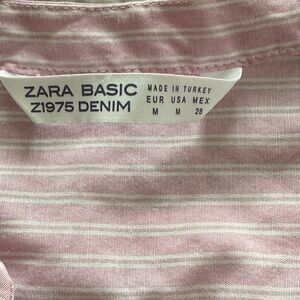 ZARA BASIC
Z1975 DENIM
MADE IN TURKEY
EUR USA MEX
M M 28